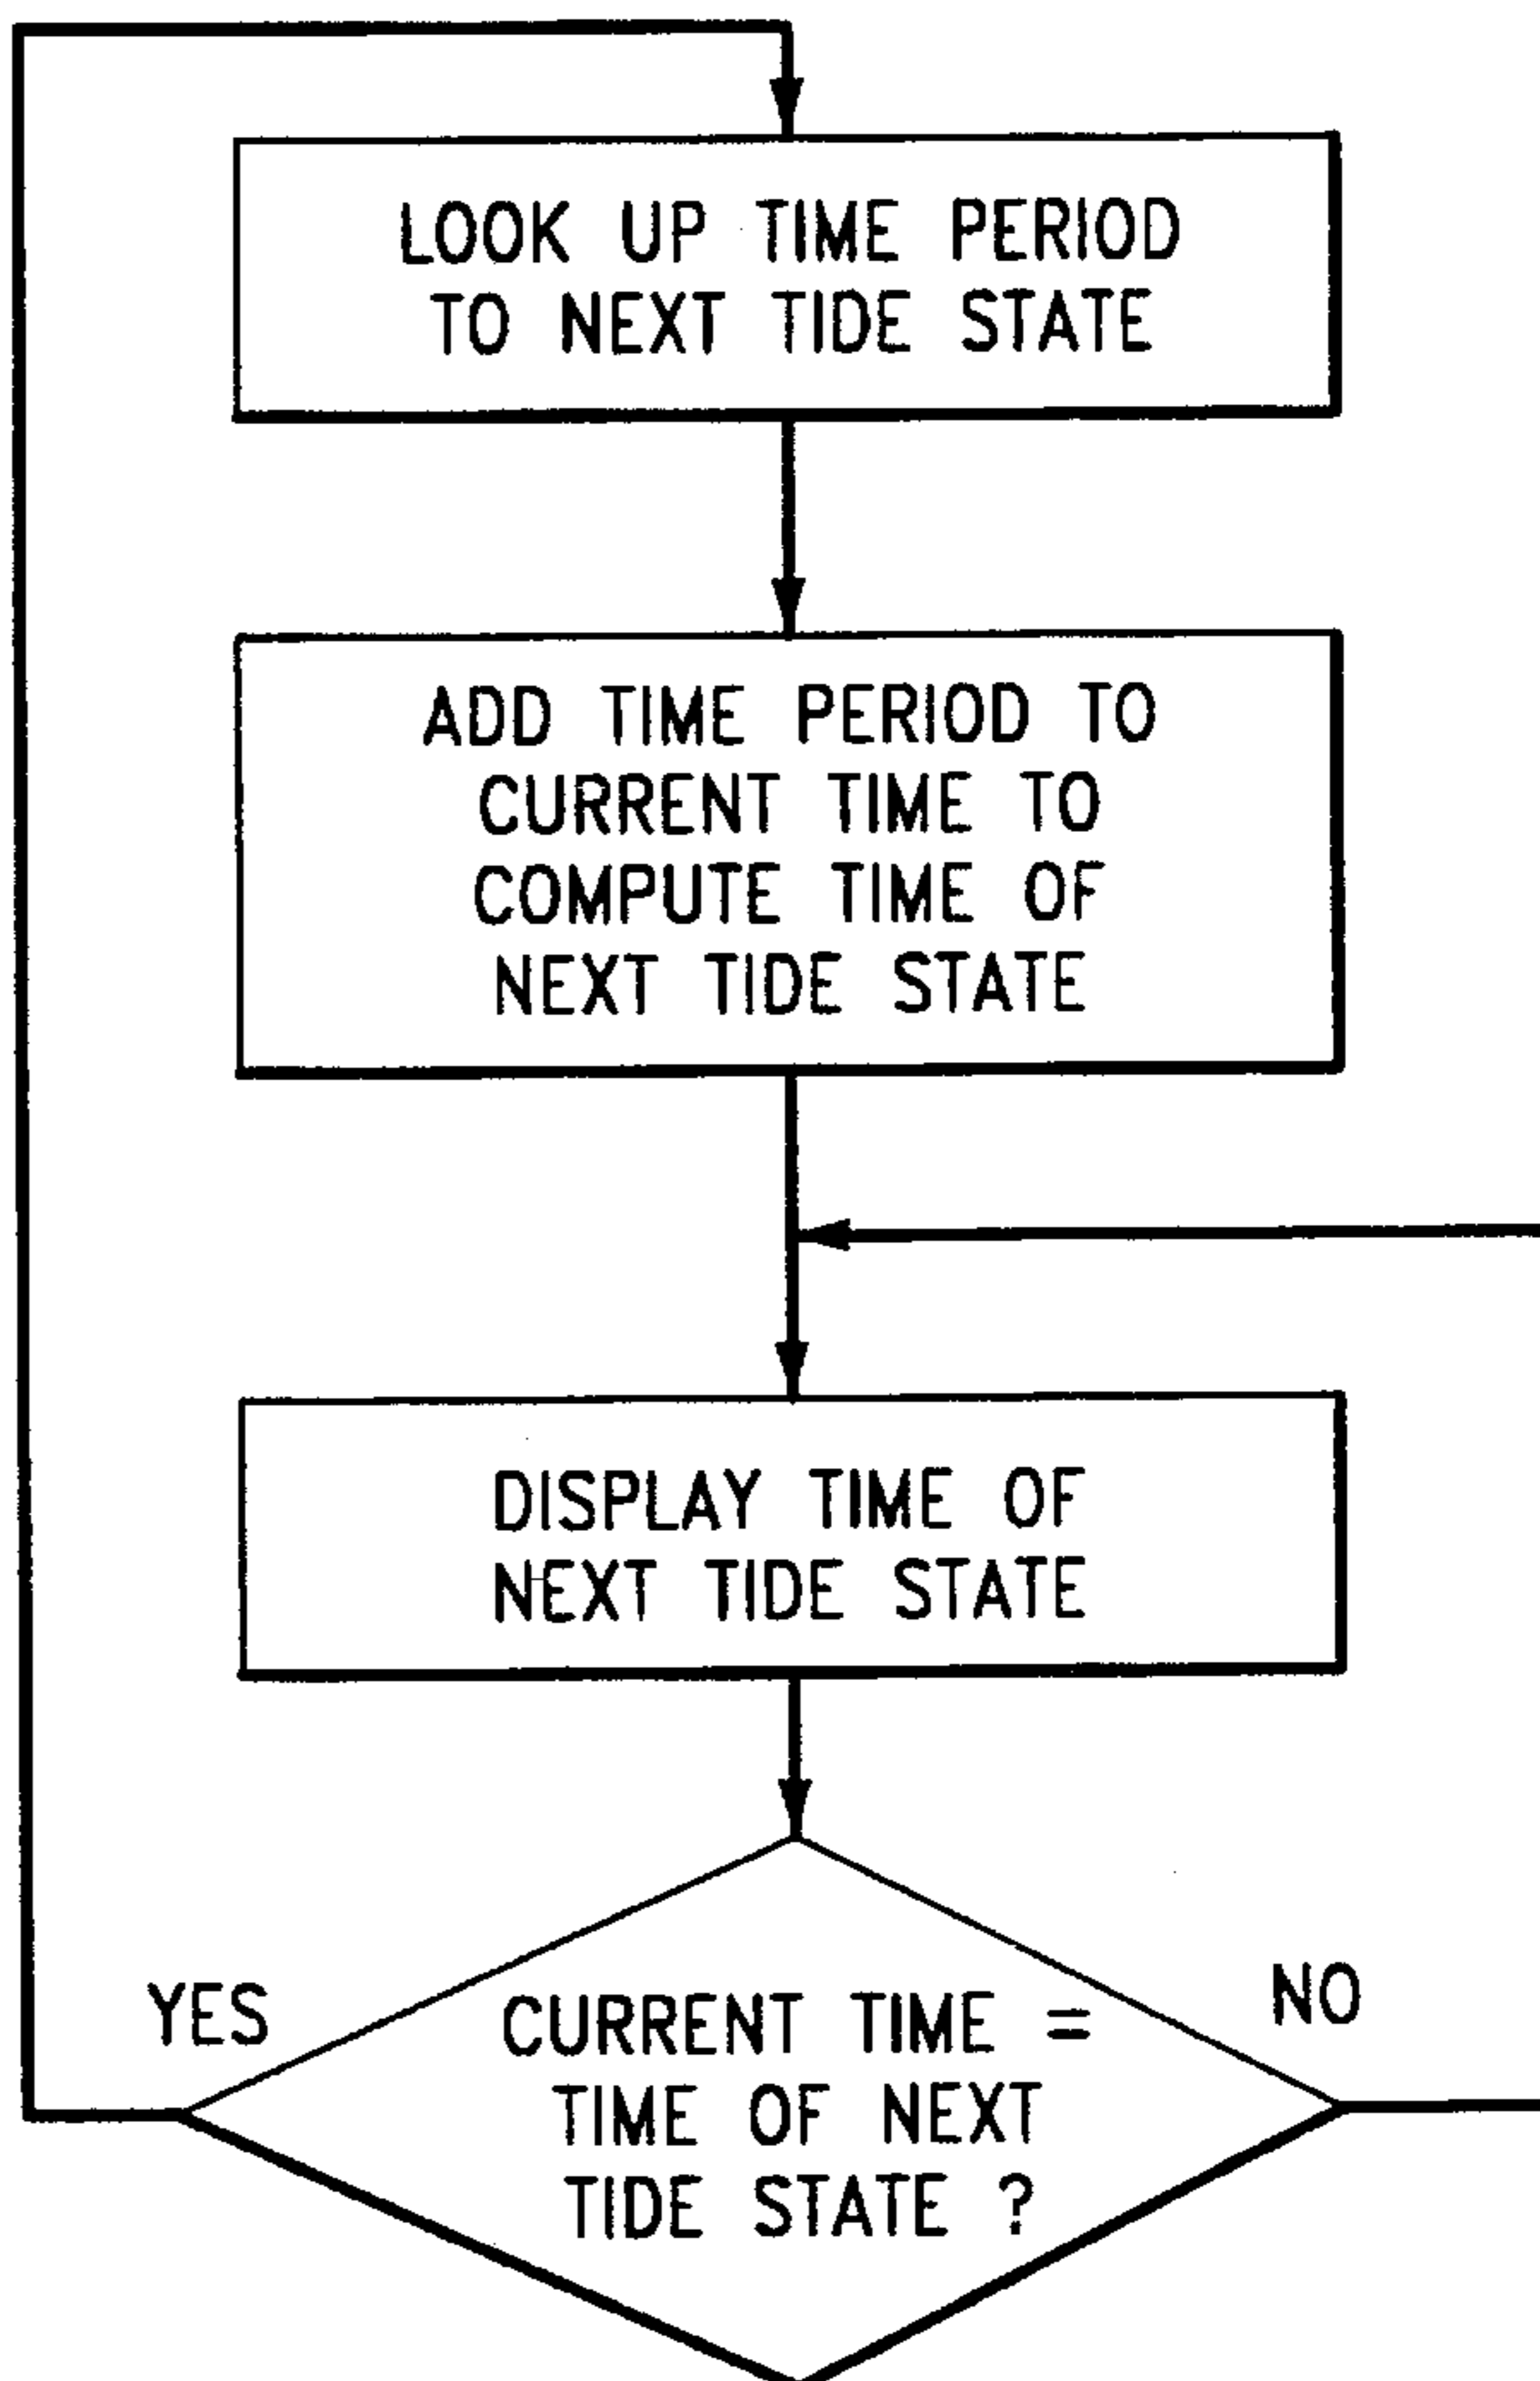 LOOK UP TIME PERIOD
TO NEXT TIDE STATE
ADD TIME PERIOD TO
CURRENT TIME TO
COMPUTE TIME OF
NEXT TIDE STATE
DISPLAY TIME OF
NEXT TIDE STATE
YES
NO
CURRENT TIME =
TIME OF NEXT
TIDE STATE ?